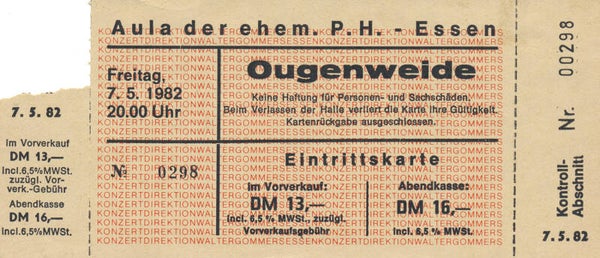 7.5.82
im Vorverkauf
DM 13,—
incl. 6,5% MWSt.
zuzügl. Vor-
verk.-Gebühr
Abendkasse
DM 16,—
incl. 6,5% MWSt.
Aula der ehem. P.H. - Essen
KONZERTDIREKTIONWALTERGOMMERS
Freitag,
7. 5. 1982
20.00 Uhr
Ougenweide
Keine Haftung für Personen- und Sachschäden.
Beim Verlassen der Halle verliert die Karte ihre Gültigkeit.
Kartenrückgabe ausgeschlossen.
№ 0298
Eintrittskarte
im Vorverkauf:
DM 13,—
incl. 6,5 % MWSt., zuzügl.
Vorverkaufsgebühr
Abendkasse:
DM 16,—
incl. 6,5 % MWSt.
KONZERTDIREKTIONWALTERGOMMERS
Nr. 00298
Kontroll-
Abschnitt
7.5.82